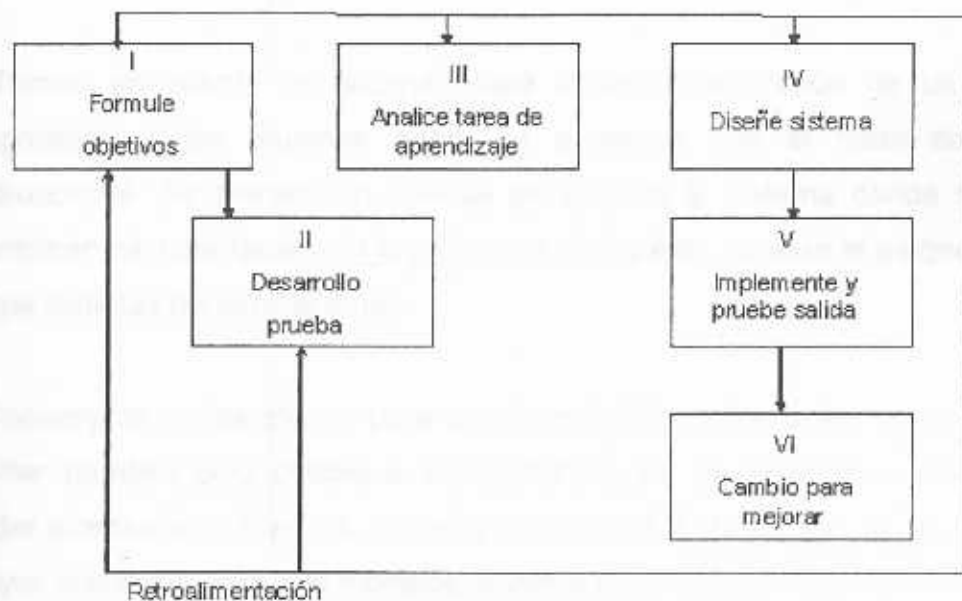 I
Formule
objetivos
III
Analice tarea de
aprendizaje
IV
Diseñe sistema
II
Desarrollo
prueba
V
Implemente y
pruebe salida
VI
Cambio para
mejorar
Retroalimentación